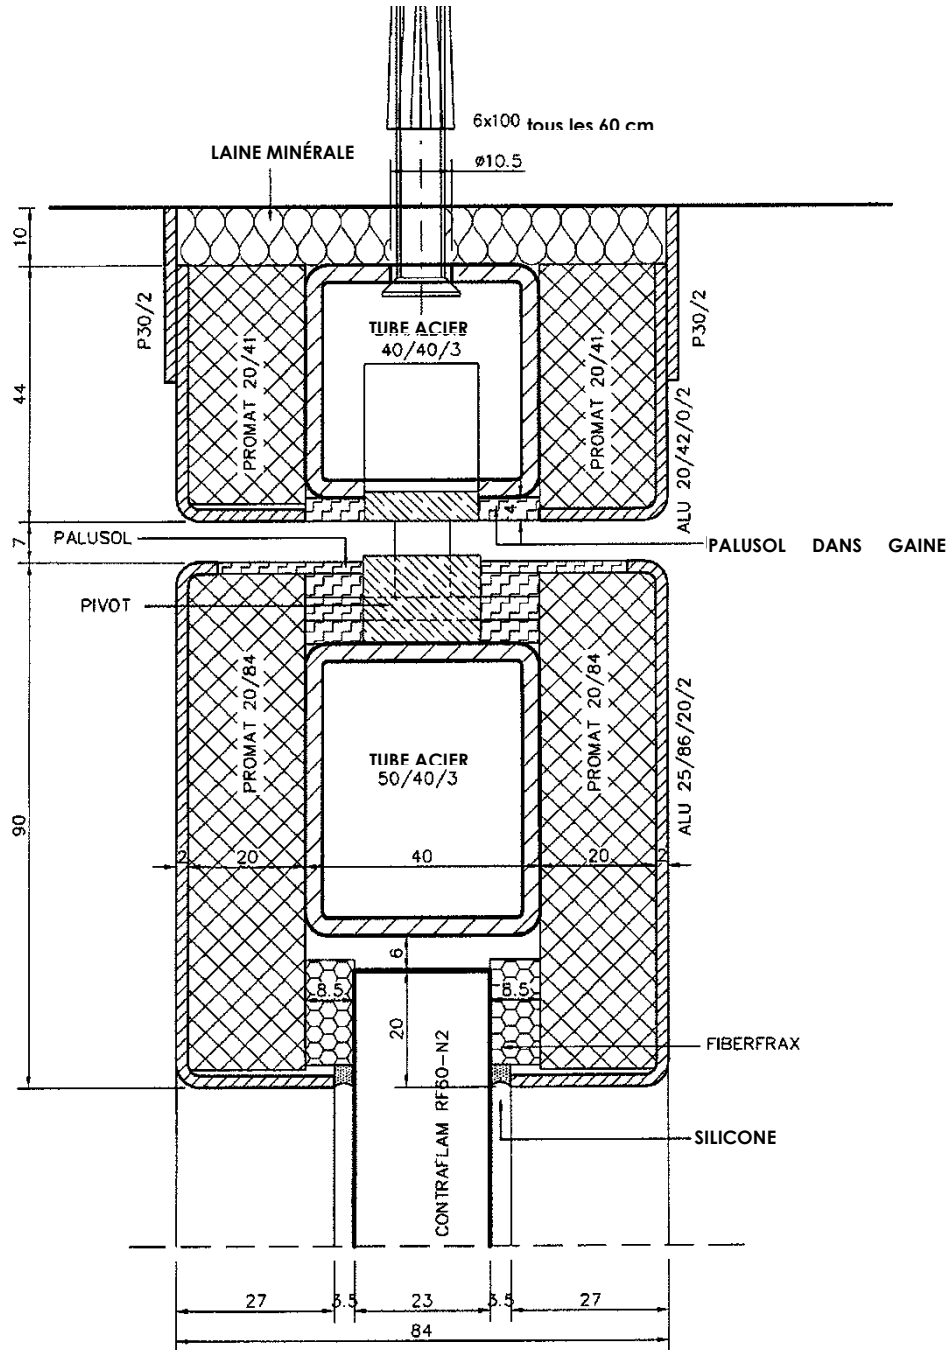 6x100 tous les 60 cm
LAINE MINÉRALE
ø10.5
10
P30/2
P30/2
TUBE ACIER
40/40/3
44
PROMAT 20/41
PROMAT 20/41
ALU 20/42/0/2
4
7
PALUSOL
PALUSOL DANS GAINE
PIVOT
PROMAT 20/84
PROMAT 20/84
ALU 25/86/20/2
TUBE ACIER
50/40/3
90
2
20
40
20
2
6
8.5
8.5
20
FIBERFRAX
CONTRAFLAM RF60-N2
SILICONE
27
3.5
23
3.5
27
84